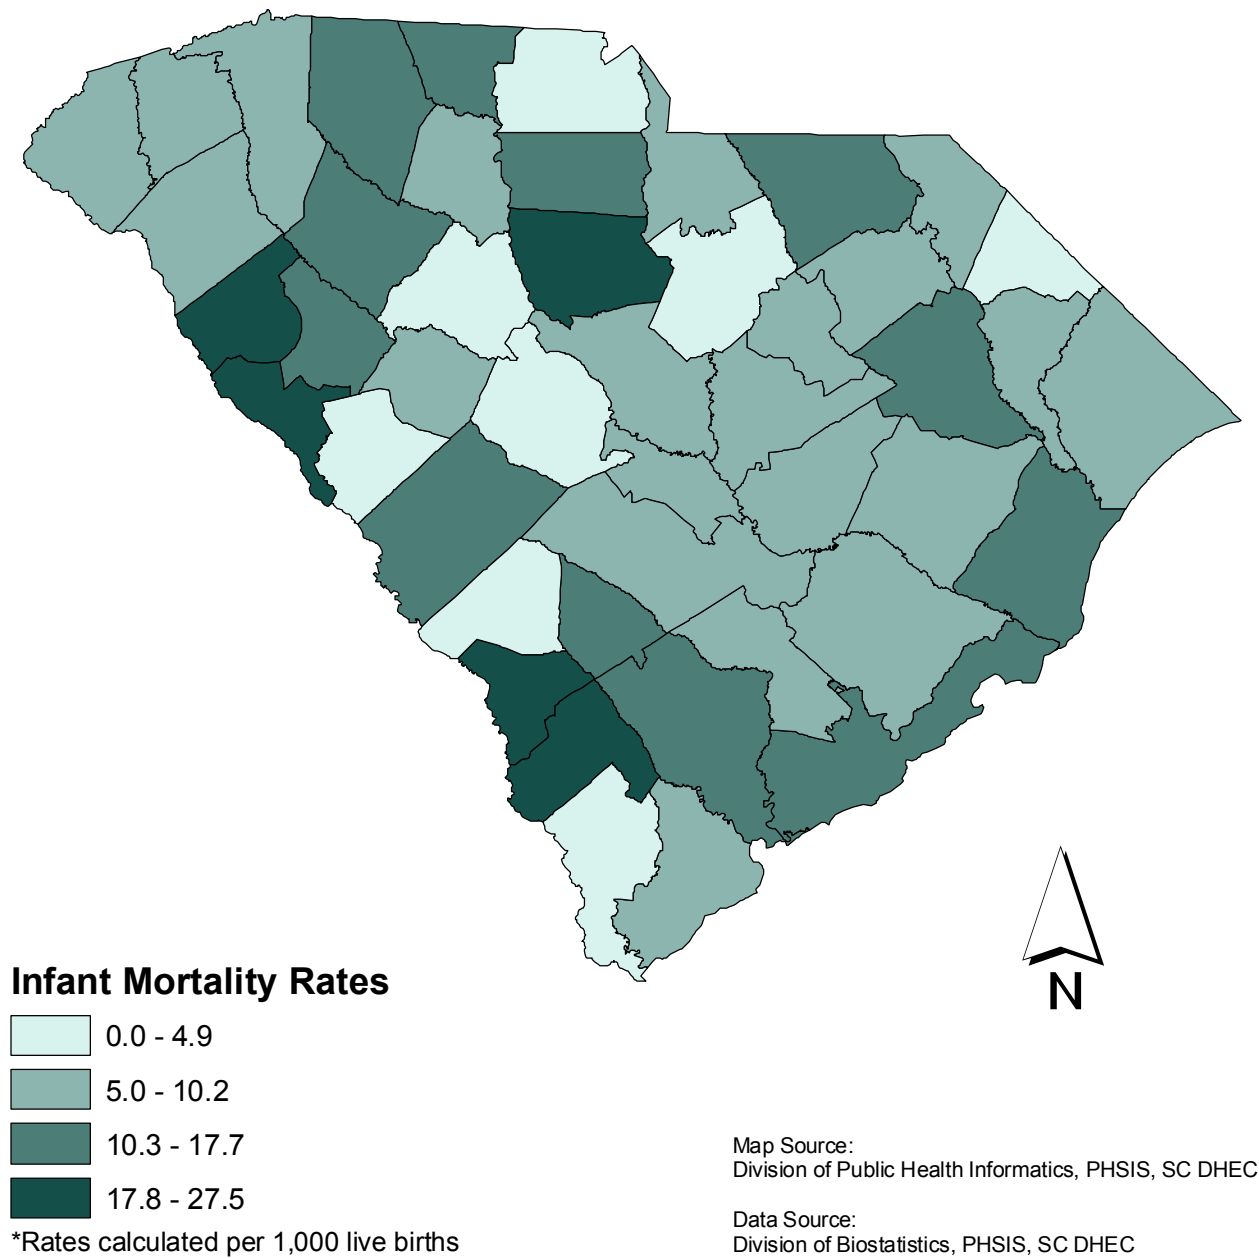 N
Infant Mortality Rates
0.0 - 4.9
5.0 - 10.2
10.3 - 17.7
17.8 - 27.5
*Rates calculated per 1,000 live births
Map Source:
Division of Public Health Informatics, PHSIS, SC DHEC
Data Source:
Division of Biostatistics, PHSIS, SC DHEC